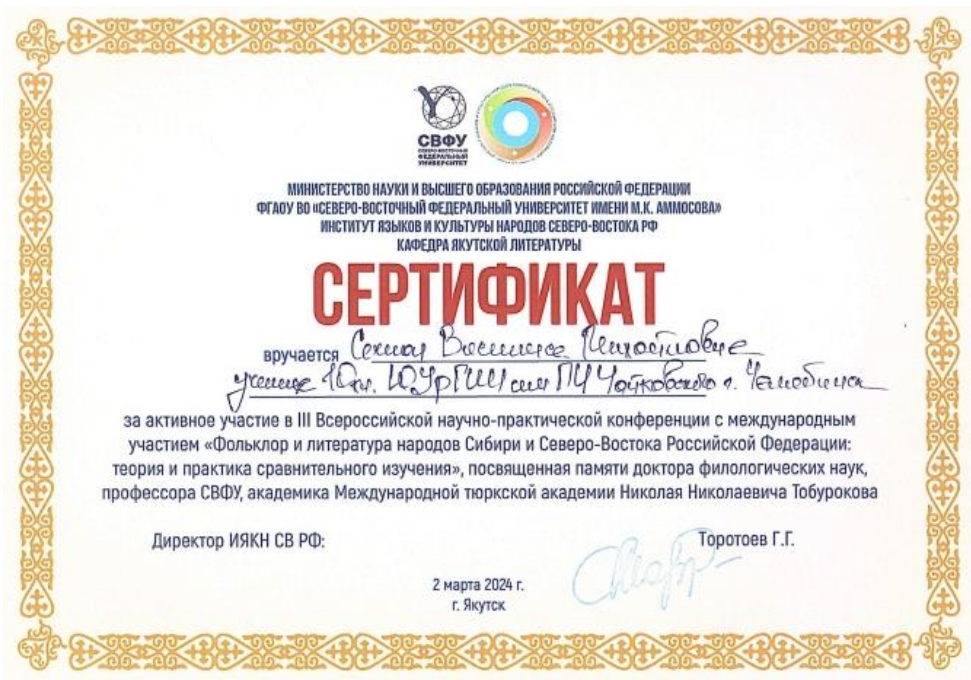 СВФУ
СЕВЕРО-ВОСТОЧНЫЙ
ФЕДЕРАЛЬНЫЙ
УНИВЕРСИТЕТ
МИНИСТЕРСТВО НАУКИ И ВЫСШЕГО ОБРАЗОВАНИЯ РОССИЙСКОЙ ФЕДЕРАЦИИ
ФГАОУ ВО «СЕВЕРО-ВОСТОЧНЫЙ ФЕДЕРАЛЬНЫЙ УНИВЕРСИТЕТ ИМЕНИ М.К. АММОСОВА»
ИНСТИТУТ ЯЗЫКОВ И КУЛЬТУРЫ НАРОДОВ СЕВЕРО-ВОСТОКА РФ
КАФЕДРА ЯКУТСКОЙ ЛИТЕРАТУРЫ
СЕРТИФИКАТ
вручается
ученице 10 кл. ЮУрГИИ им П.И Чайковского г. Челябинск
за активное участие в III Всероссийской научно-практической конференции с международным
участием «Фольклор и литература народов Сибири и Северо-Востока Российской Федерации:
теория и практика сравнительного изучения», посвященная памяти доктора филологических наук,
профессора СВФУ, академика Международной тюркской академии Николая Николаевича Тобурокова
Директор ИЯКН СВ РФ:
Торотоев Г.Г.
2 марта 2024 г.
г. Якутск